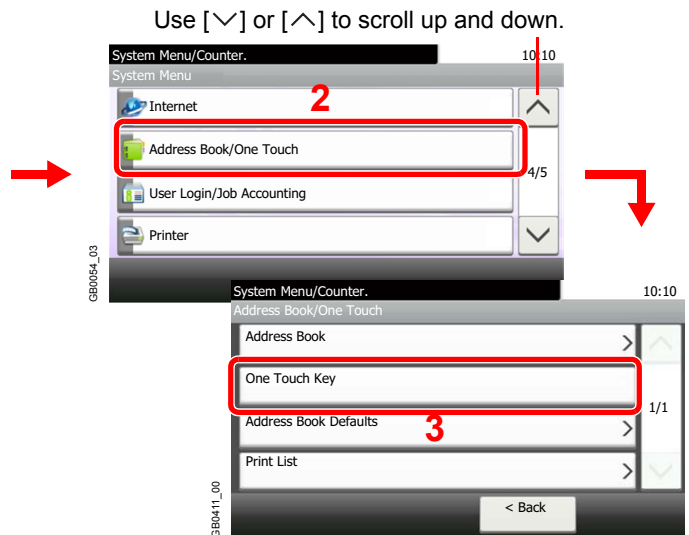 Use [∨] or [∧] to scroll up and down.
System Menu/Counter.
10:10
System Menu
Internet
2
Address Book/One Touch
4/5
User Login/Job Accounting
Printer
GB0054_03
System Menu/Counter.
10:10
Address Book/One Touch
Address Book
One Touch Key
1/1
Address Book Defaults
3
Print List
< Back
GB0411_00